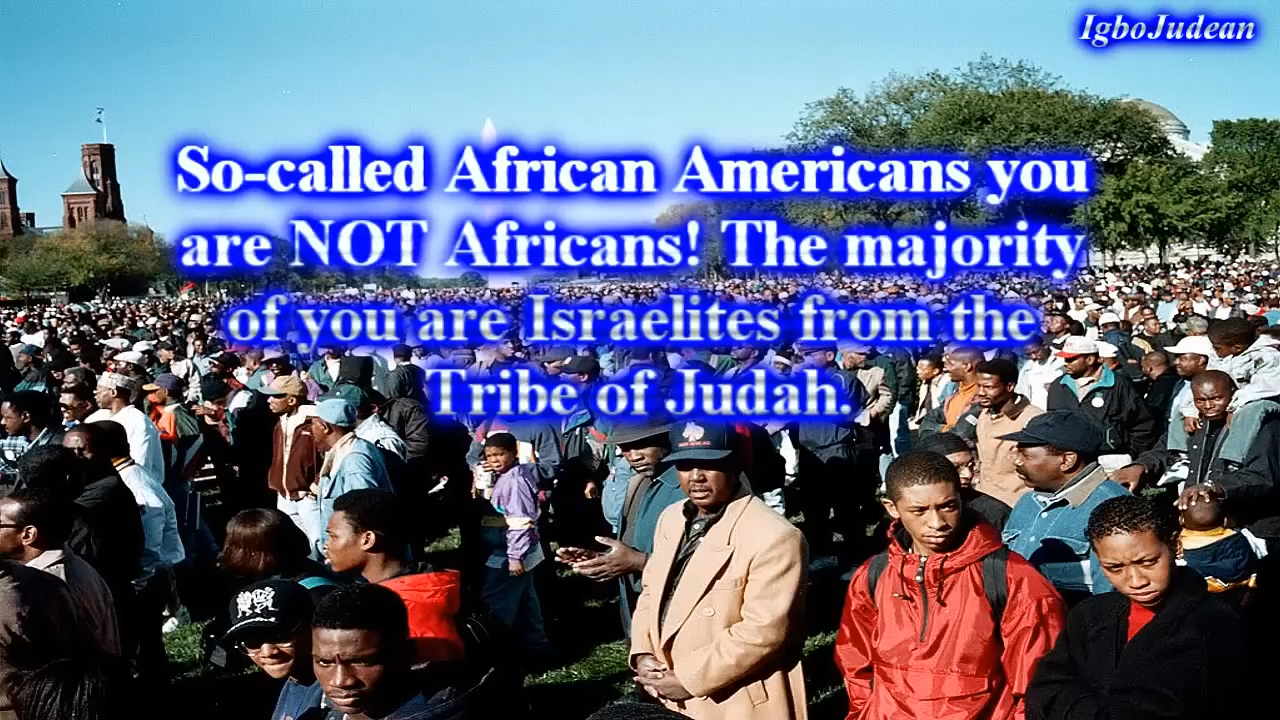 IgboJudean
So-called African Americans you
are NOT Africans! The majority
of you are Israelites from the
Tribe of Judah.